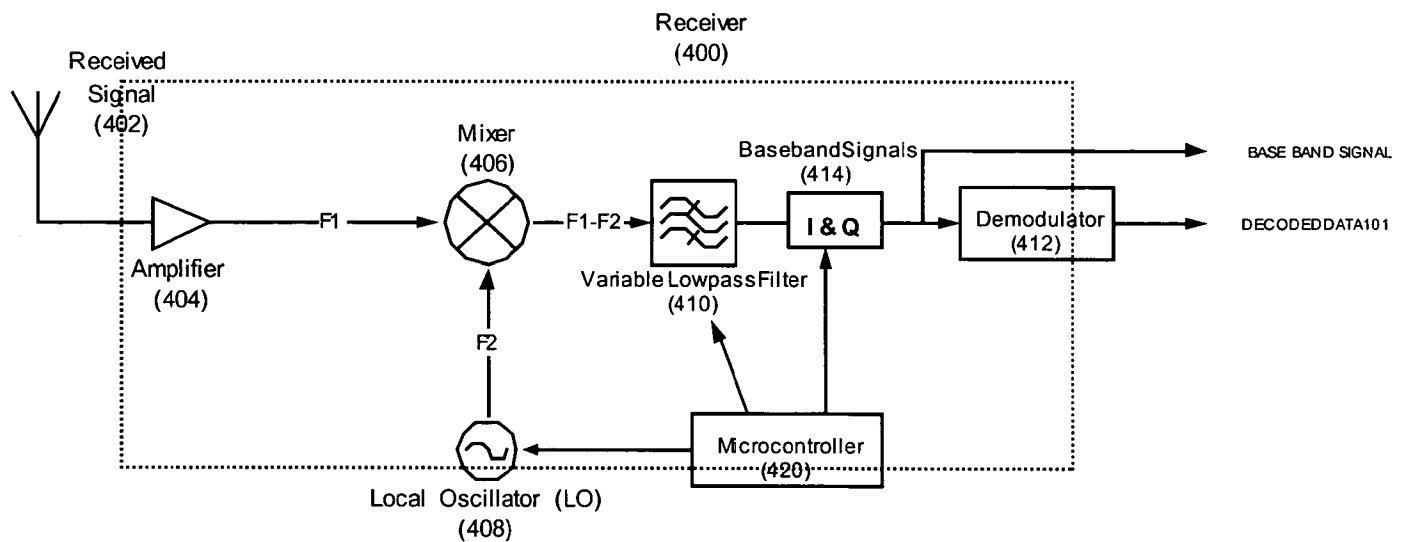 Receiver
(400)
Received
Signal
(402)
Mixer
(406)
BasebandSignals
(414)
BASE BAND SIGNAL
F1
F1-F2
I & Q
Demodulator
(412)
DECODEDDATA101
Amplifier
(404)
Variable LowpassFilter
(410)
F2
Microcontroller
(420)
Local Oscillator (LO)
(408)